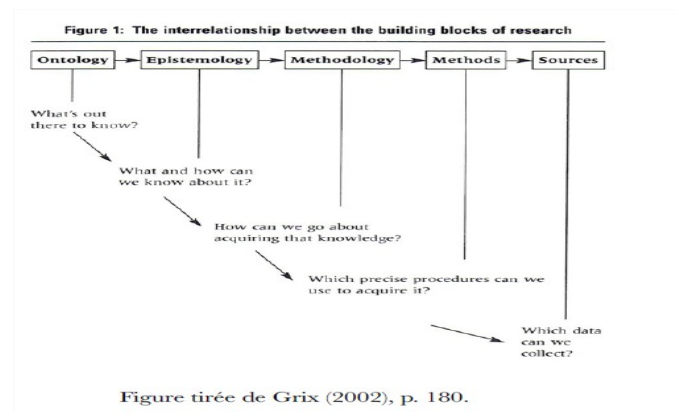 Figure 1: The interrelationship between the building blocks of research
Ontology Epistemology Methodology Methods Sources
What's out
there to know?
What and how can
we know about it?
How can we go about
acquiring that knowledge?
Which precise procedures can we
use to acquire it?
Which data
can we
collect?
Figure tirée de Grix (2002), p. 180.